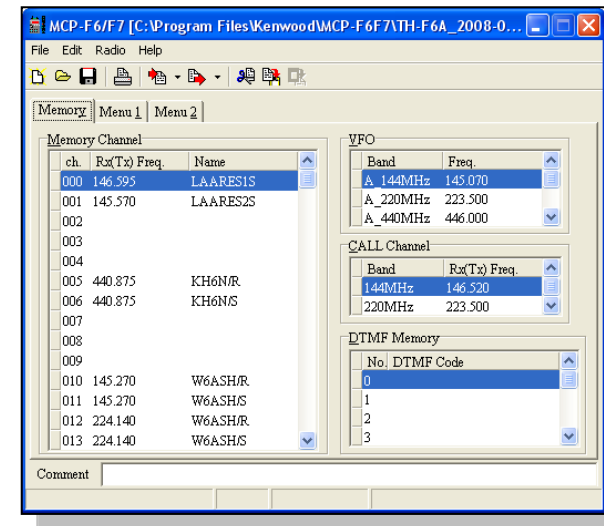 MCP-F6/F7 [C:\Program Files\Kenwood\MCP-F6F7\TH-F6A_2008-0...
File Edit Radio Help
Memory Menu 1 Menu 2
Memory Channel
ch. Rx(Tx) Freq. Name
000 146.595 LAARES1S
001 145.570 LAARES2S
002
003
004
005 440.875 KH6N/R
006 440.875 KH6N/S
007
008
009
010 145.270 W6ASH/R
011 145.270 W6ASH/S
012 224.140 W6ASH/R
013 224.140 W6ASH/S
VFO
Band Freq.
A_144MHz 145.070
A_220MHz 223.500
A_440MHz 446.000
CALL Channel
Band Rx(Tx) Freq.
144MHz 146.520
220MHz 223.500
DTMF Memory
No. DTMF Code
0
1
2
3
Comment